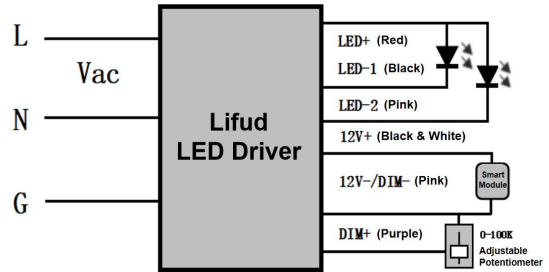 L
Vac
N
G
Lifud
LED Driver
LED+ (Red)
LED-1 (Black)
LED-2 (Pink)
12V+ (Black & White)
12V-/DIM- (Pink)
DIM+ (Purple)
Smart
Module
0-100K
Adjustable
Potentiometer